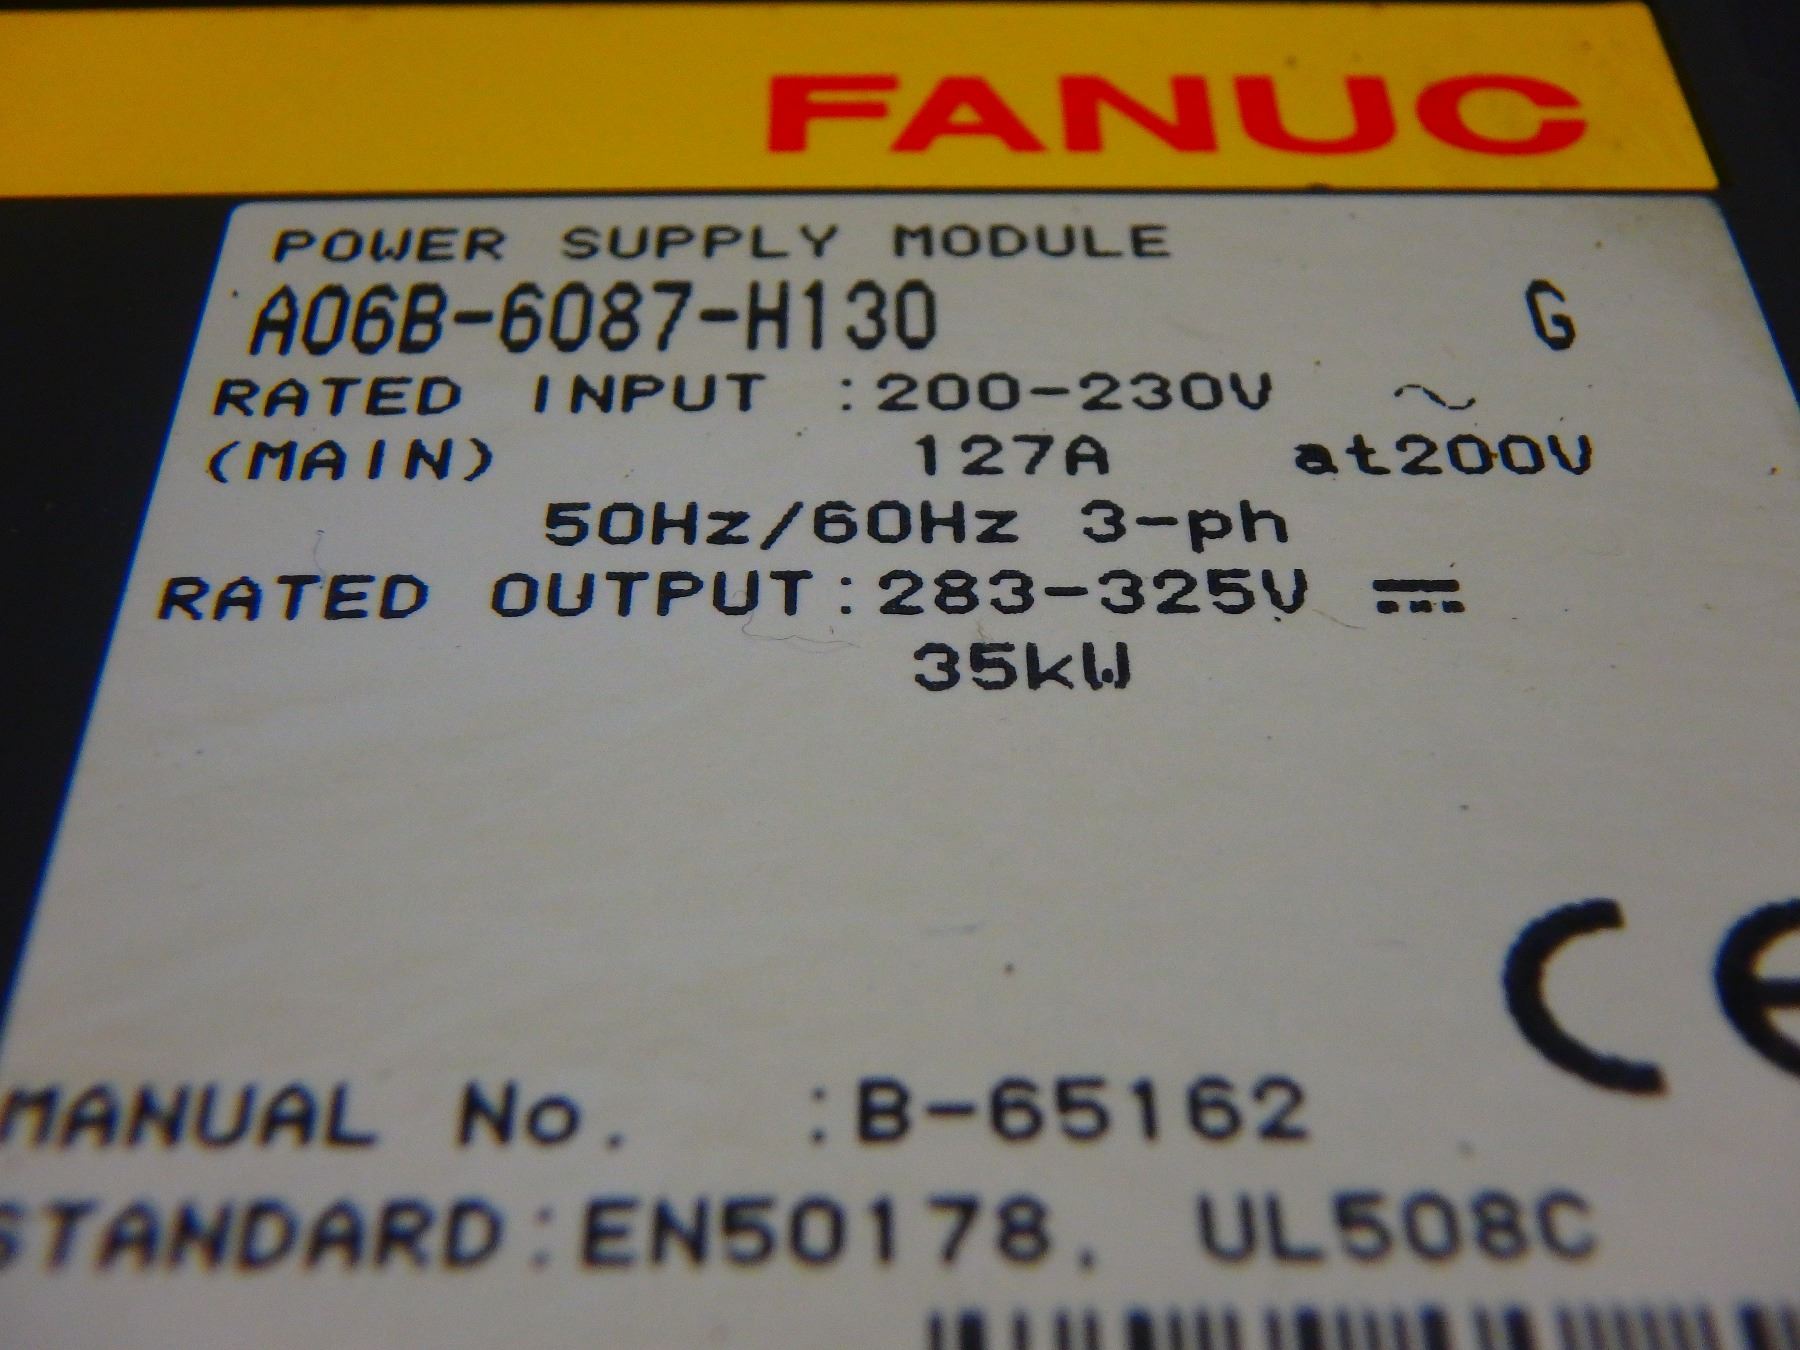 FANUC
POWER SUPPLY MODULE
A06B-6087-H130 G
RATED INPUT :200-230V ~
(MAIN) 127A at200V
50Hz/60Hz 3-ph
RATED OUTPUT:283-325V ⎓
35kW
CE
MANUAL No. :B-65162
STANDARD:EN50178, UL508C